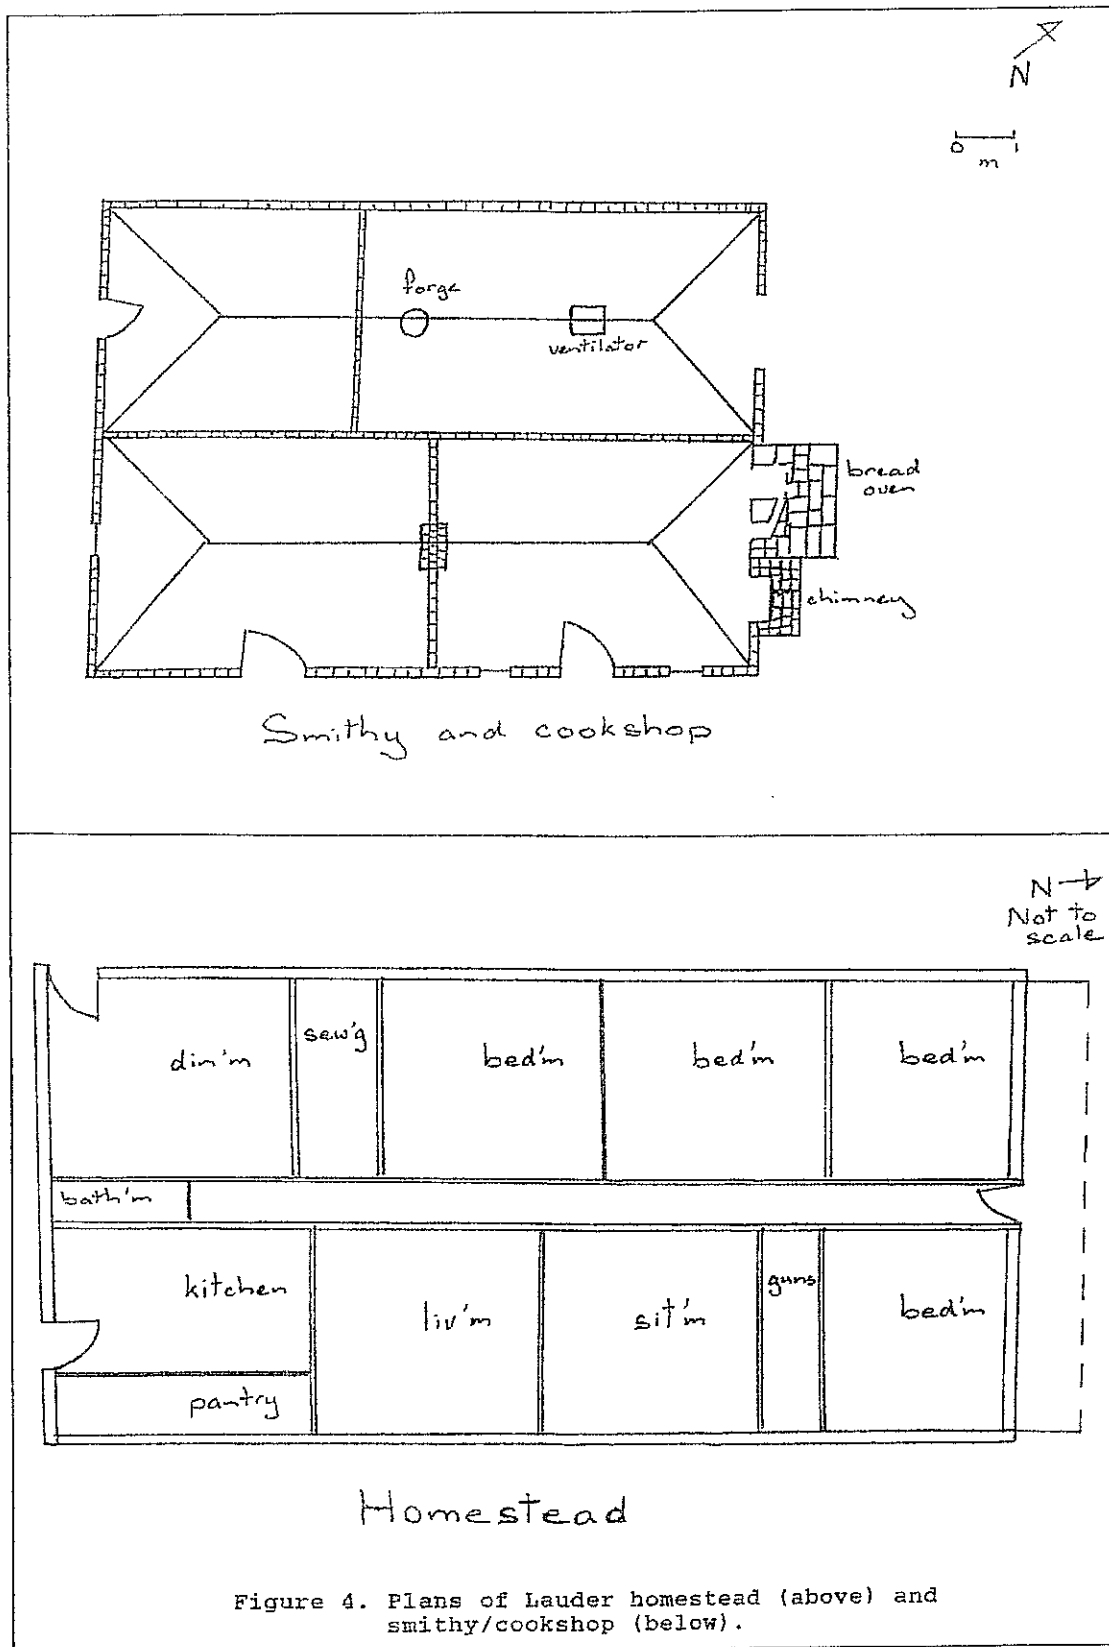 N
0 1
m
forge
ventilator
bread
oven
chimney
Smithy and cookshop
N
Not to
scale
din'm
sew'g
bed'm
bed'm
bed'm
bath'm
kitchen
liv'm
sit'm
guns
bed'm
pantry
Homestead
Figure 4. Plans of Lauder homestead (above) and
smithy/cookshop (below).